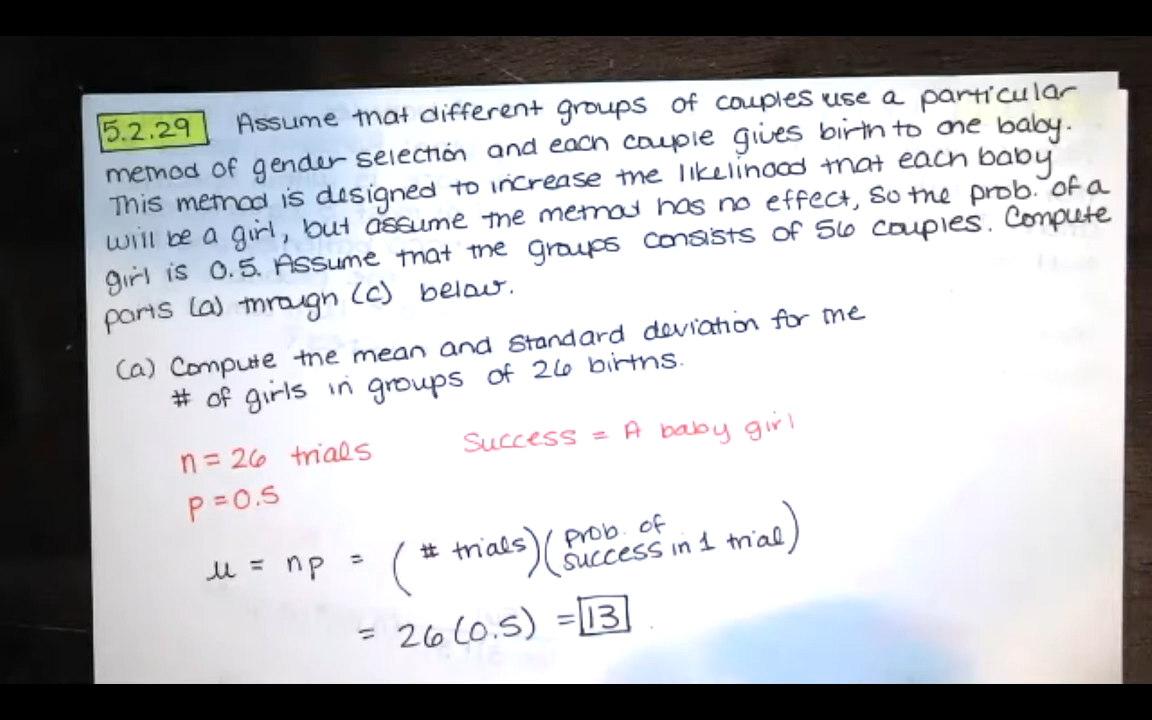 5.2.29 Assume that different groups of couples use a particular
method of gender selection and each couple gives birth to one baby.
This method is designed to increase the likelihood that each baby
will be a girl, but assume the method has no effect, so the prob. of a
girl is 0.5. Assume that the groups consists of 56 couples. Compute
parts (a) through (c) below.
(a) Compute the mean and standard deviation for the
# of girls in groups of 26 births.
n = 26 trials Success = A baby girl
p = 0.5
μ = np = (# trials)(prob. of success in 1 trial)
= 26(0.5) = 13